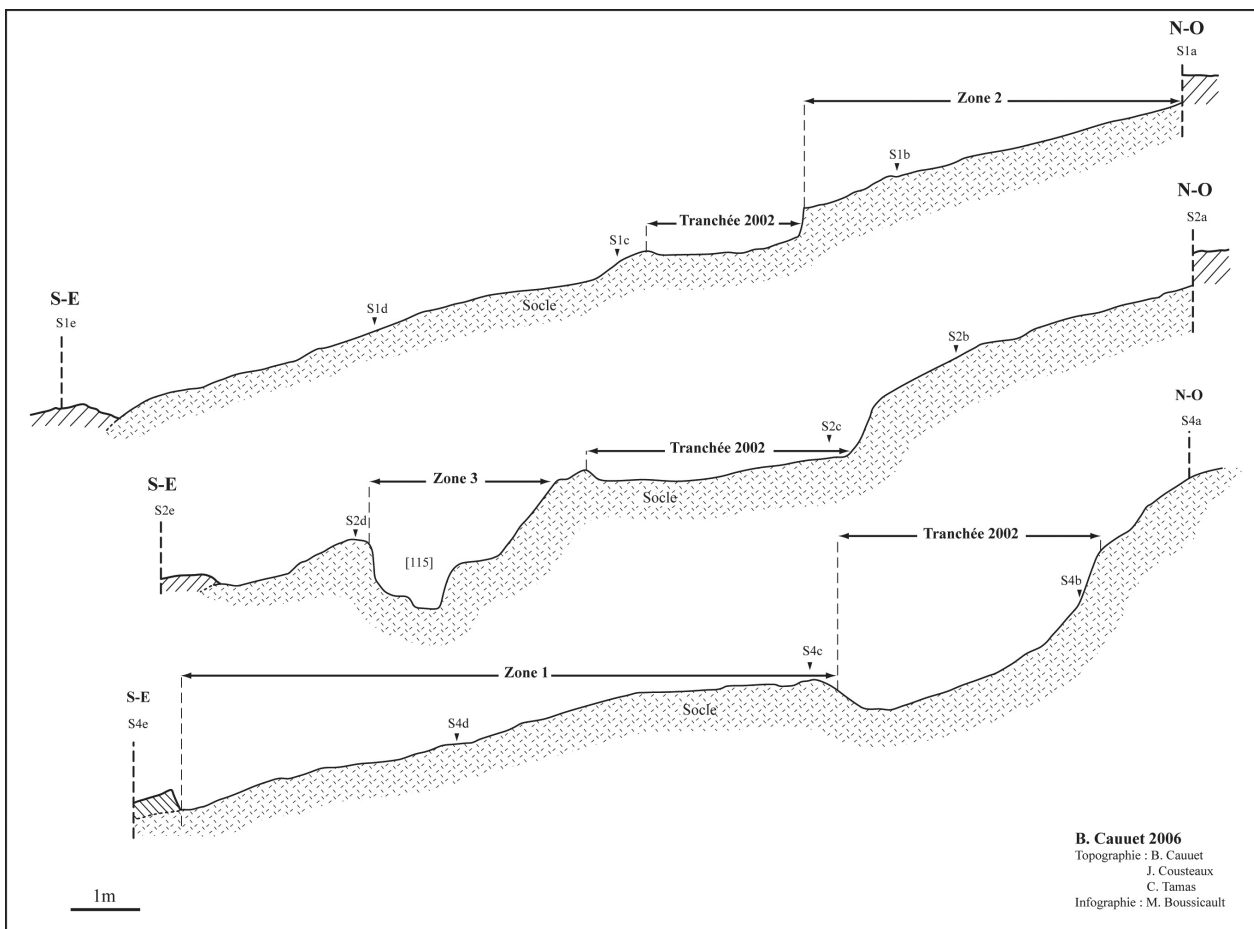 N-O
S1a
Zone 2
S1b
Tranchée 2002
S1c
S-E
S1e
S1d
Socle
N-O
S2a
S2b
S2c
Tranchée 2002
S-E
S2e
Zone 3
S2d
[115]
Socle
N-O
S4a
Tranchée 2002
S4b
S4c
Zone 1
S-E
S4e
S4d
Socle
1m
B. Cauuet 2006
Topographie : B. Cauuet
J. Cousteaux
C. Tamas
Infographie : M. Boussicault